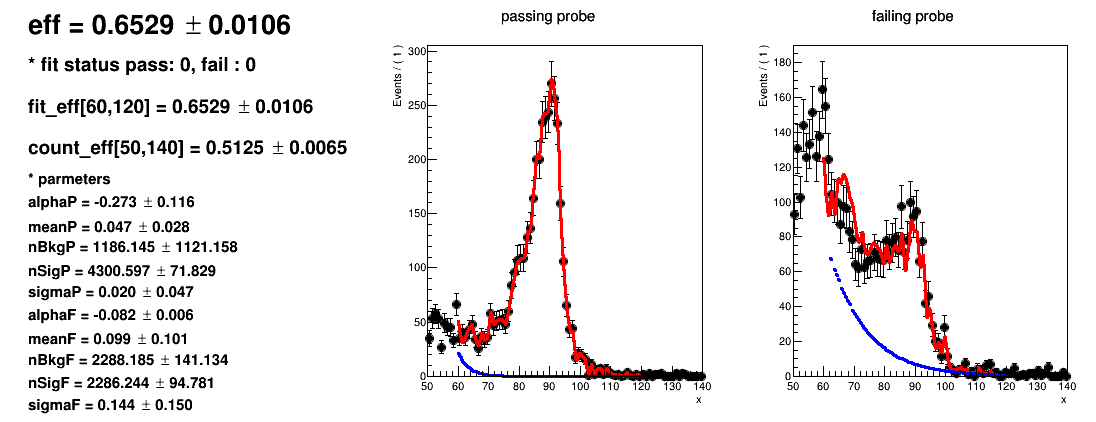 eff = 0.6529 ± 0.0106
* fit status pass: 0, fail : 0
fit_eff[60,120] = 0.6529 ± 0.0106
count_eff[50,140] = 0.5125 ± 0.0065
* parmeters
alphaP = -0.273 ± 0.116
meanP = 0.047 ± 0.028
nBkgP = 1186.145 ± 1121.158
nSigP = 4300.597 ± 71.829
sigmaP = 0.020 ± 0.047
alphaF = -0.082 ± 0.006
meanF = 0.099 ± 0.101
nBkgF = 2288.185 ± 141.134
nSigF = 2286.244 ± 94.781
sigmaF = 0.144 ± 0.150
passing probe
Events / ( 1 )
300
250
200
150
100
50
0
50 60 70 80 90 100 110 120 130 140
x
failing probe
Events / ( 1 )
180
160
140
120
100
80
60
40
20
0
50 60 70 80 90 100 110 120 130 140
x